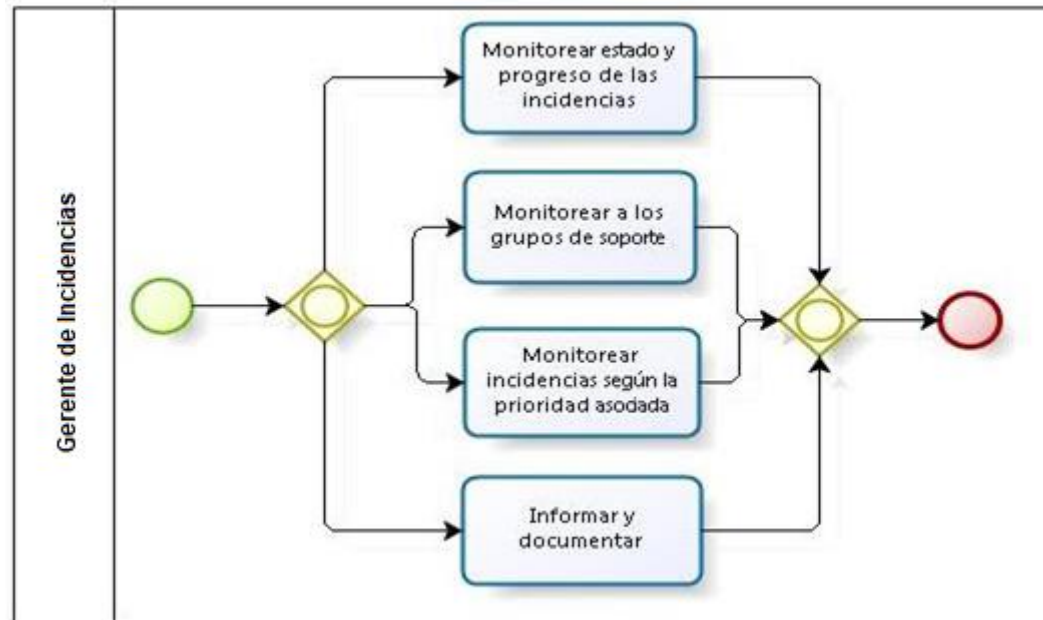 Gerente de Incidencias
Monitorear estado y
progreso de las
incidencias
Monitorear a los
grupos de soporte
Monitorear
incidencias según la
prioridad asociada
Informar y
documentar